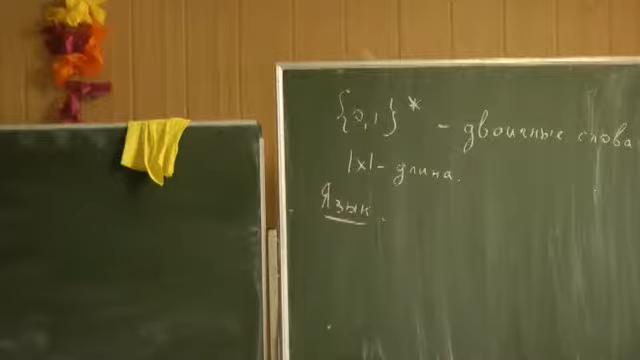 {0,1}* - двоичные слова
|x| - длина.
Язык.